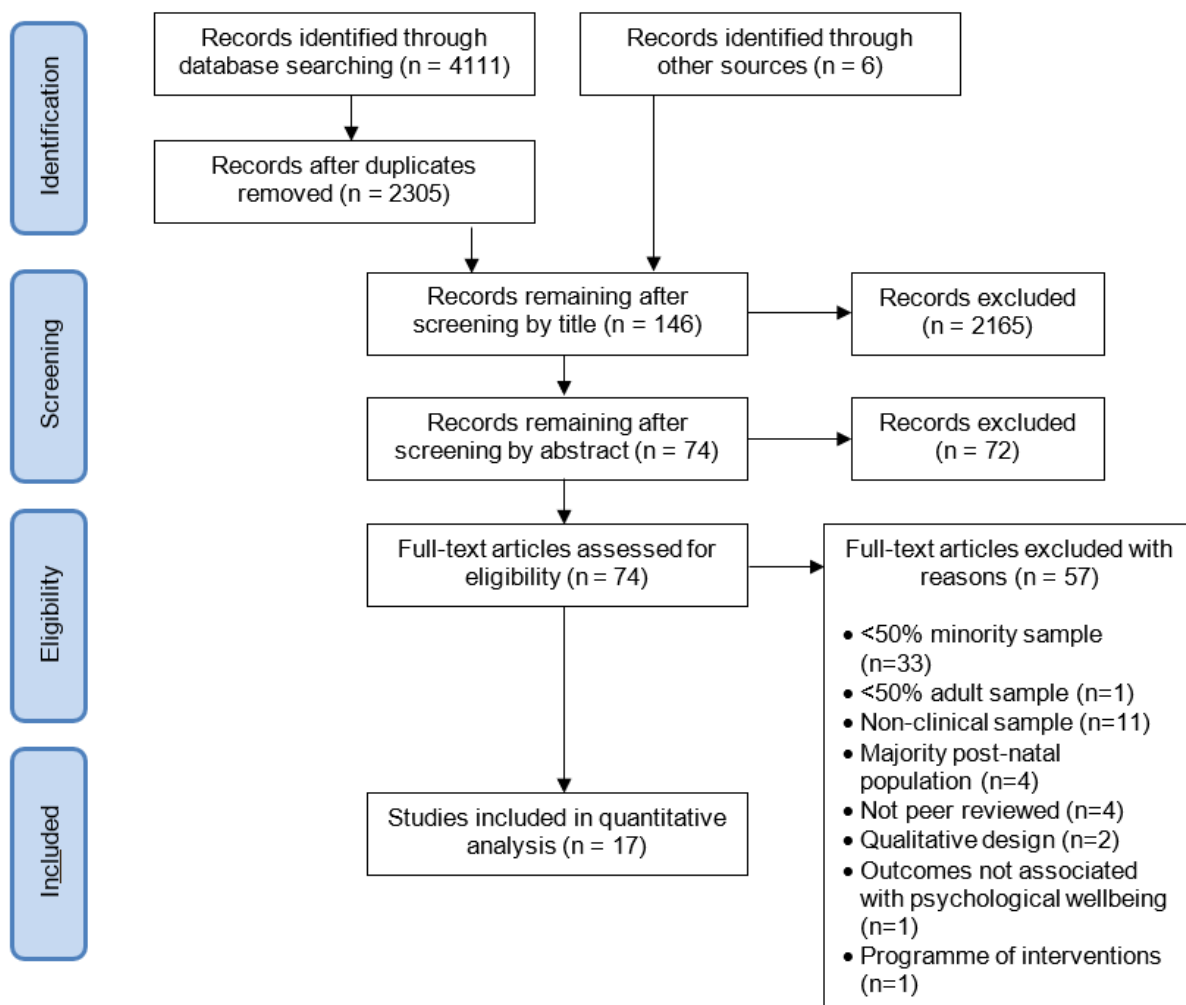 Identification
Records identified through
database searching (n = 4111)
Records identified through
other sources (n = 6)
Records after duplicates
removed (n = 2305)
Screening
Records remaining after
screening by title (n = 146)
Records excluded
(n = 2165)
Records remaining after
screening by abstract (n = 74)
Records excluded
(n = 72)
Eligibility
Full-text articles assessed for
eligibility (n = 74)
Full-text articles excluded with
reasons (n = 57)
• <50% minority sample
(n=33)
• <50% adult sample (n=1)
• Non-clinical sample (n=11)
• Majority post-natal
population (n=4)
• Not peer reviewed (n=4)
• Qualitative design (n=2)
• Outcomes not associated
with psychological wellbeing
(n=1)
• Programme of interventions
(n=1)
Included
Studies included in quantitative
analysis (n = 17)